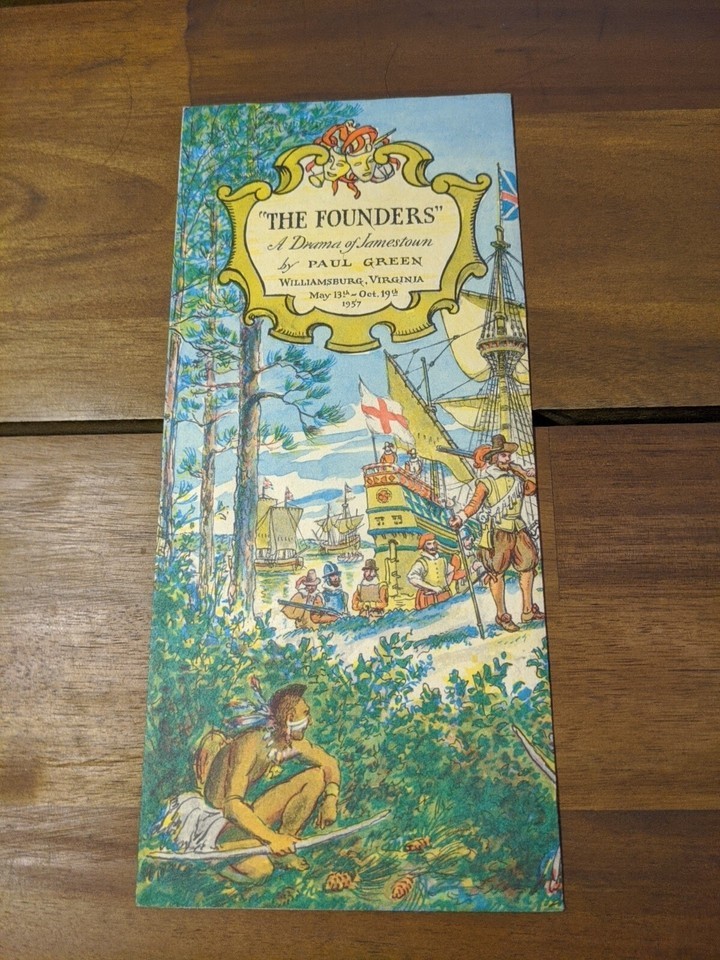 "THE FOUNDERS"
A Drama of Jamestown
by PAUL GREEN
WILLIAMSBURG, VIRGINIA
May 13th ~ Oct. 19th
1957